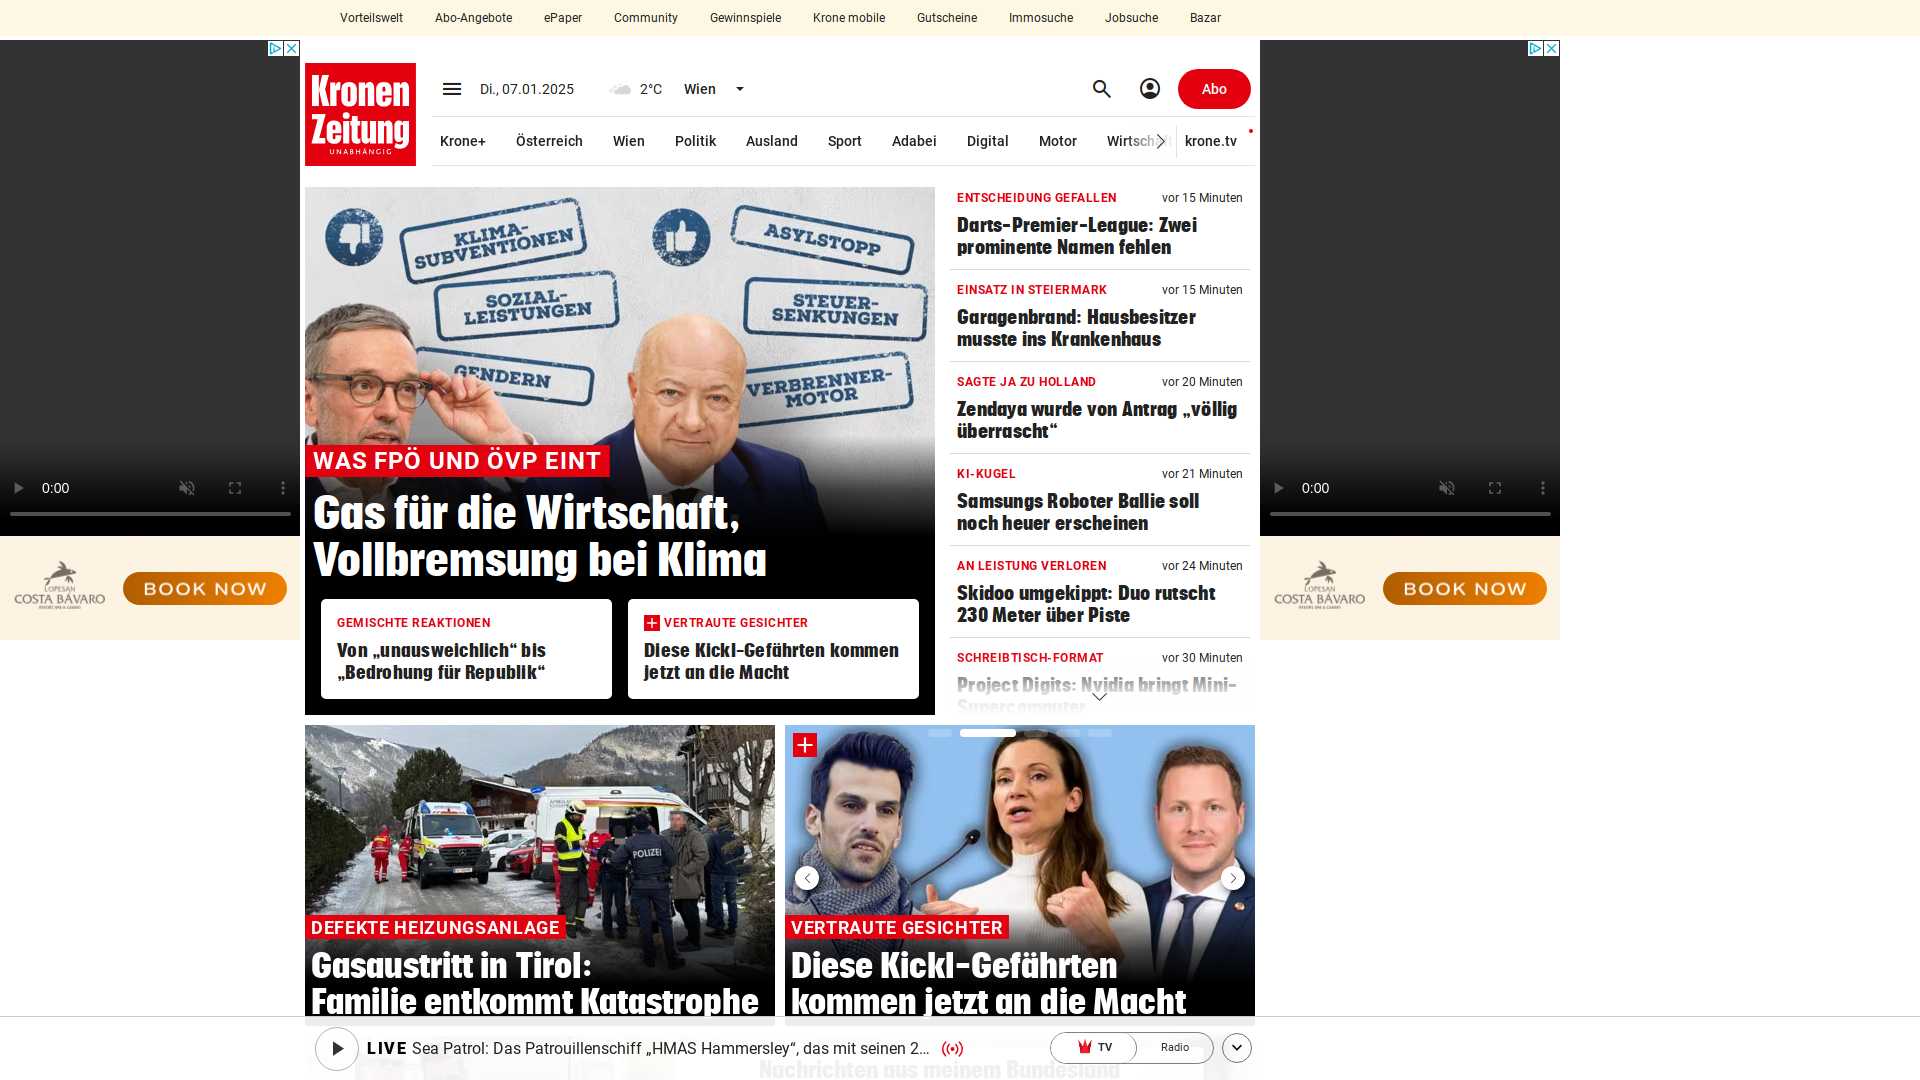 Vorteilswelt Abo-Angebote ePaper Community Gewinnspiele Krone mobile Gutscheine Immosuche Jobsuche Bazar
Kronen
Zeitung
UNABHÄNGIG
Di., 07.01.2025 2°C Wien Abo
Krone+ Österreich Wien Politik Ausland Sport Adabei Digital Motor Wirtschaft krone.tv
KLIMA-
SUBVENTIONEN
SOZIAL-
LEISTUNGEN
GENDERN
ASYLSTOPP
STEUER-
SENKUNGEN
VERBRENNER-
MOTOR
WAS FPÖ UND ÖVP EINT
Gas für die Wirtschaft,
Vollbremsung bei Klima
GEMISCHTE REAKTIONEN
Von „unausweichlich“ bis
„Bedrohung für Republik“
VERTRAUTE GESICHTER
Diese Kickl-Gefährten kommen
jetzt an die Macht
ENTSCHEIDUNG GEFALLEN vor 15 Minuten
Darts-Premier-League: Zwei
prominente Namen fehlen
EINSATZ IN STEIERMARK vor 15 Minuten
Garagenbrand: Hausbesitzer
musste ins Krankenhaus
SAGTE JA ZU HOLLAND vor 20 Minuten
Zendaya wurde von Antrag „völlig
überrascht“
KI-KUGEL vor 21 Minuten
Samsungs Roboter Ballie soll
noch heuer erscheinen
AN LEISTUNG VERLOREN vor 24 Minuten
Skidoo umgekippt: Duo rutscht
230 Meter über Piste
SCHREIBTISCH-FORMAT vor 30 Minuten
Project Digits: Nvidia bringt Mini-
Supercomputer
0:00
LOPESAN
COSTA BÁVARO
RESORT SPA & CASINO
BOOK NOW
0:00
LOPESAN
COSTA BÁVARO
RESORT SPA & CASINO
BOOK NOW
POLIZEI
DEFEKTE HEIZUNGSANLAGE
Gasaustritt in Tirol:
Familie entkommt Katastrophe
VERTRAUTE GESICHTER
Diese Kickl-Gefährten
kommen jetzt an die Macht
LIVE Sea Patrol: Das Patrouillenschiff „HMAS Hammersley“, das mit seinen 2... TV Radio
Nachrichten aus meinem Bundesland